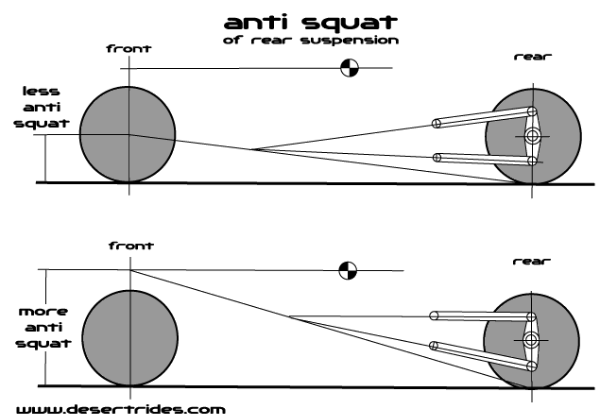 anti squat
of rear suspension
front
rear
less
anti
squat
front
rear
more
anti
squat
www.desertrides.com